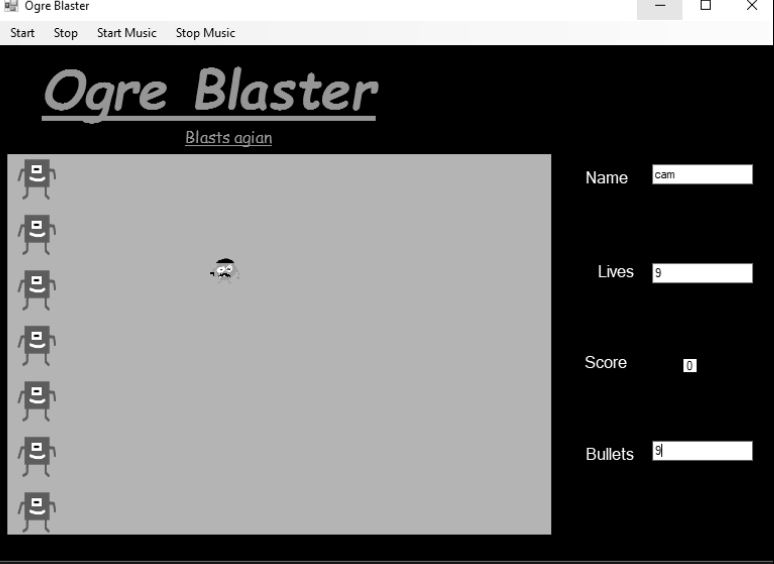 Ogre Blaster
Start Stop Start Music Stop Music
Ogre Blaster
Blasts agian
Name cam
Lives 9
Score 0
Bullets 9